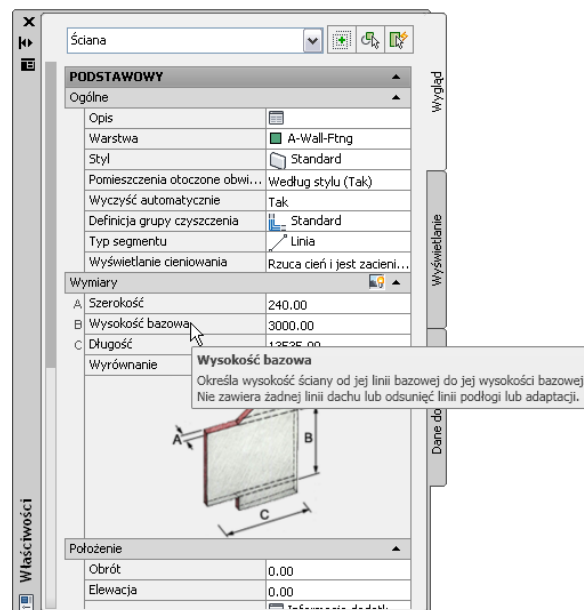 Ściana
PODSTAWOWY
Ogólne
Opis
Warstwa A-Wall-Ftng
Styl Standard
Pomieszczenia otoczone obwi... Według stylu (Tak)
Wyczyść automatycznie Tak
Definicja grupy czyszczenia Standard
Typ segmentu Linia
Wyświetlanie cieniowania Rzuca cień i jest zacieni...
Wymiary
A Szerokość 240.00
B Wysokość bazowa 3000.00
C Długość
Wyrównanie
Wysokość bazowa
Określa wysokość ściany od jej linii bazowej do jej wysokości bazowej
Nie zawiera żadnej linii dachu lub odsunięć linii podłogi lub adaptacji.
A
B
C
Położenie
Obrót 0.00
Elewacja 0.00
Wygląd
Wyświetlanie
Dane do
Właściwości